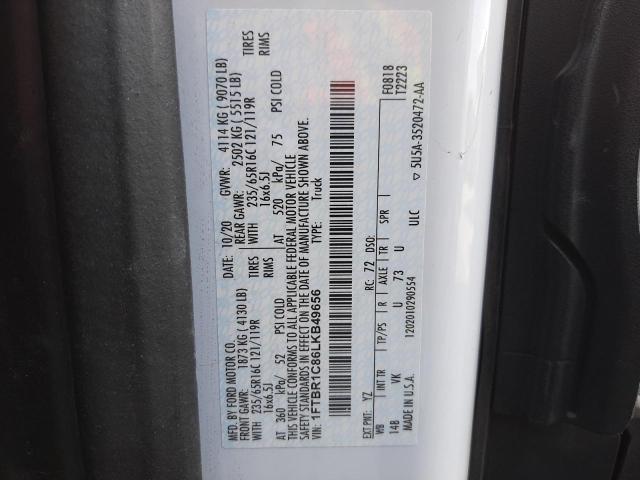 MFD. BY FORD MOTOR CO. DATE: 10/20 GVWR: 4114 KG ( 9070 LB)
FRONT GAWR: 1873 KG ( 4130 LB) REAR GAWR: 2502 KG ( 5515 LB)
WITH 235/65R16C 121/119R TIRES WITH 235/65R16C 121/119R TIRES
16x6.5J RIMS 16x6.5J RIMS
AT 360 kPa/ 52 PSI COLD AT 520 kPa/ 75 PSI COLD
THIS VEHICLE CONFORMS TO ALL APPLICABLE FEDERAL MOTOR VEHICLE
SAFETY STANDARDS IN EFFECT ON THE DATE OF MANUFACTURE SHOWN ABOVE.
VIN: 1FTBR1C86LKB49656 TYPE: Truck
EXT PNT: YZ RC: 72 DSO: F0818
WB INT TR TP/PS R AXLE TR SPR T2223
14B VK U 73 U
MADE IN U.S.A. 1202010290554 ULC ▽ 5U5A-3520472-AA